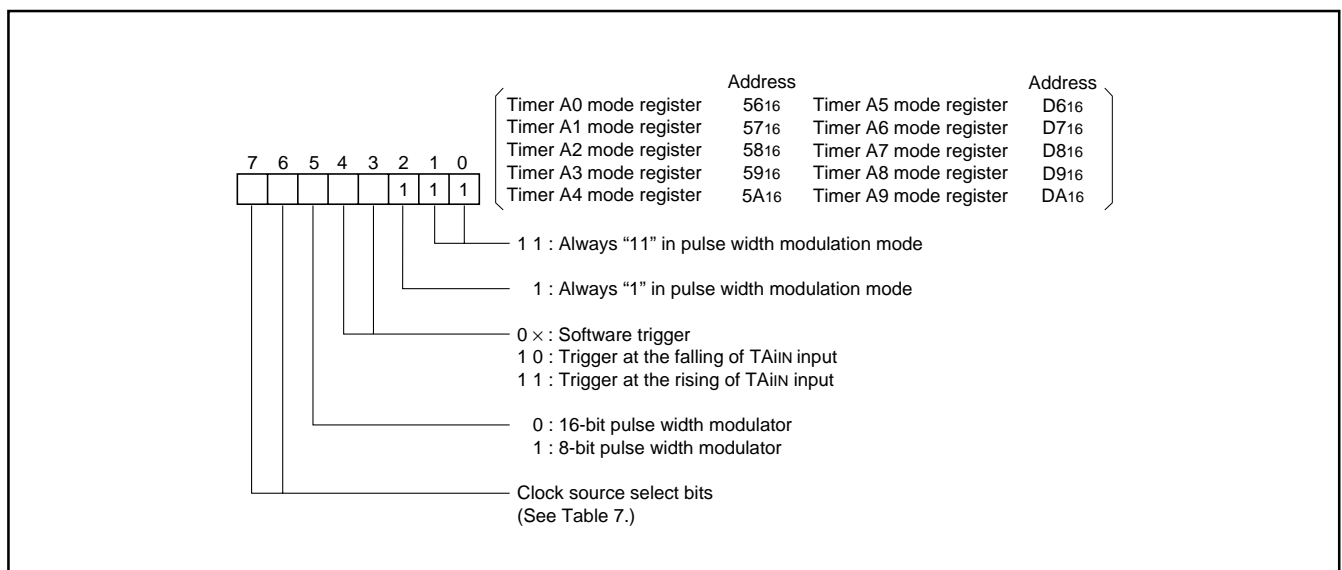 Address Address
Timer A0 mode register 5616 Timer A5 mode register D616
Timer A1 mode register 5716 Timer A6 mode register D716
Timer A2 mode register 5816 Timer A7 mode register D816
Timer A3 mode register 5916 Timer A8 mode register D916
Timer A4 mode register 5A16 Timer A9 mode register DA16
7 6 5 4 3 2 1 0
1 1 1
1 1 : Always “11” in pulse width modulation mode
1 : Always “1” in pulse width modulation mode
0 × : Software trigger
1 0 : Trigger at the falling of TAiIN input
1 1 : Trigger at the rising of TAiIN input
0 : 16-bit pulse width modulator
1 : 8-bit pulse width modulator
Clock source select bits
(See Table 7.)